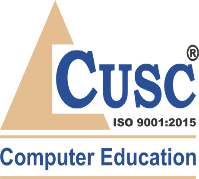 CUSC®
ISO 9001:2015
Computer Education